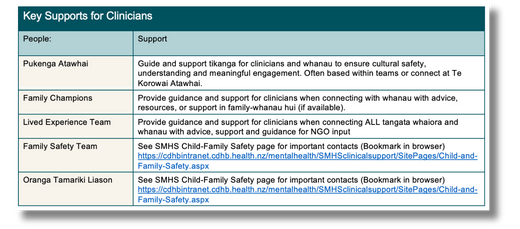 Key Supports for Clinicians
People:
Support
Pukenga Atawhai
Guide and support tikanga for clinicians and whanau to ensure cultural safety,
understanding and meaningful engagement. Often based within teams or connect at Te
Korowai Atawhai.
Family Champions
Provide guidance and support for clinicians when connecting with whanau with advice,
resources, or support in family-whanau hui (if available).
Lived Experience Team
Provide guidance and support for clinicians when connecting ALL tangata whaiora and
whanau with advice, support and guidance for NGO input
Family Safety Team
See SMHS Child-Family Safety page for important contacts (Bookmark in browser)
https://cdhbintranet.cdhb.health.nz/mentalhealth/SMHSclinicalsupport/SitePages/Child-and-
Family-Safety.aspx
Oranga Tamariki Liason
See SMHS Child-Family Safety page for important contacts (Bookmark in browser)
https://cdhbintranet.cdhb.health.nz/mentalhealth/SMHSclinicalsupport/SitePages/Child-and-
Family-Safety.aspx